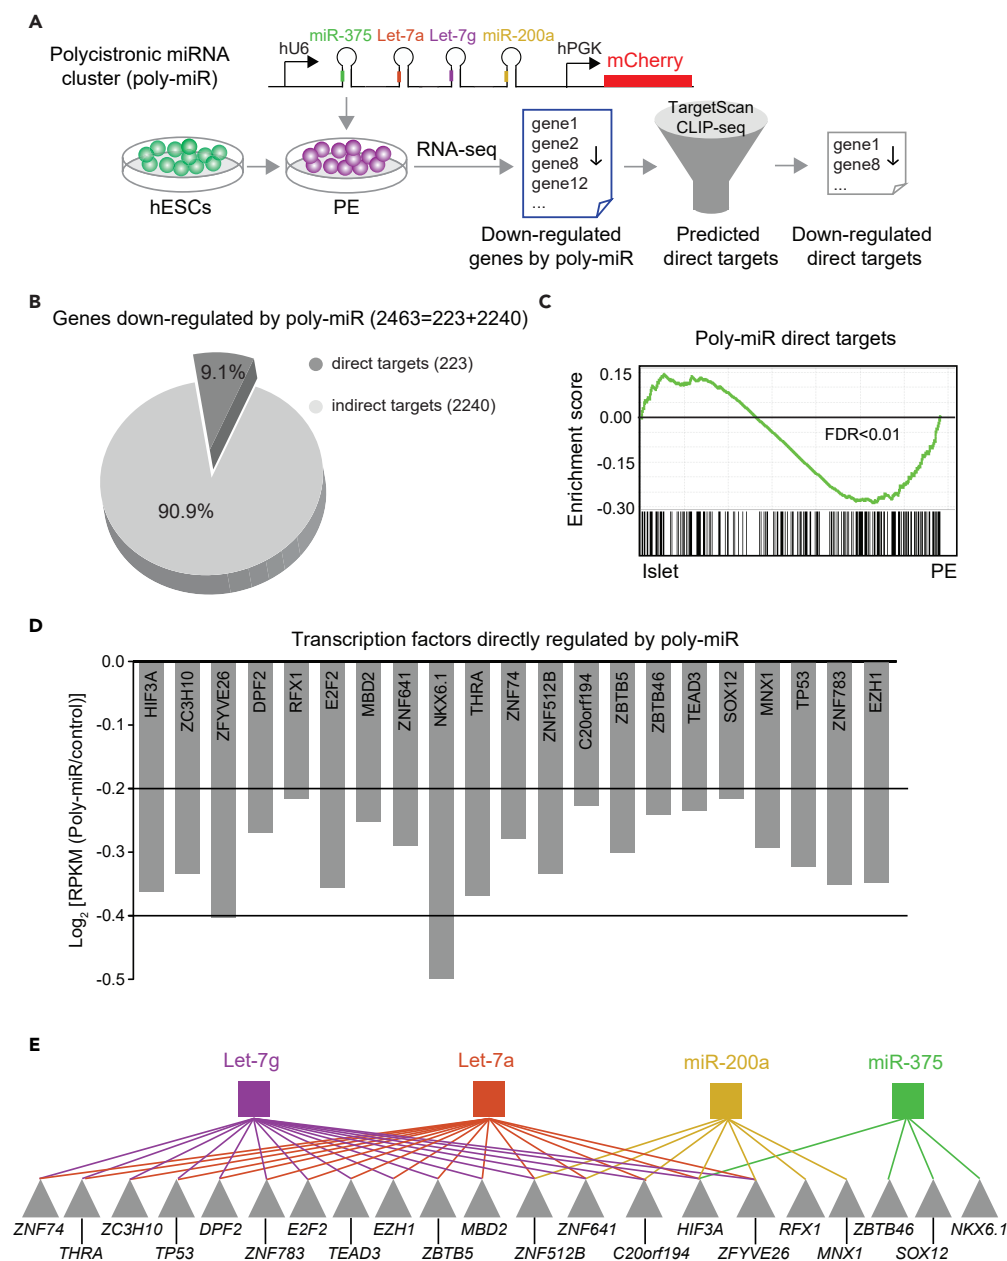 A
Polycistronic miRNA
cluster (poly-miR)
hU6
miR-375 Let-7a Let-7g miR-200a
hPGK
mCherry
hESCs
PE
RNA-seq
gene1
gene2
gene8
gene12
...
Down-regulated
genes by poly-miR
TargetScan
CLIP-seq
Predicted
direct targets
gene1
gene8
...
Down-regulated
direct targets
B
Genes down-regulated by poly-miR (2463=223+2240)
9.1%
90.9%
direct targets (223)
indirect targets (2240)
C
Poly-miR direct targets
Enrichment score
0.15
0.00
-0.15
-0.30
FDR<0.01
Islet
PE
D
Transcription factors directly regulated by poly-miR
Log2 [RPKM (Poly-miR/control)]
0.0
-0.1
-0.2
-0.3
-0.4
-0.5
HIF3A
ZC3H10
ZFYVE26
DPF2
RFX1
E2F2
MBD2
ZNF641
NKX6.1
THRA
ZNF74
ZNF512B
C20orf194
ZBTB5
ZBTB46
TEAD3
SOX12
MNX1
TP53
ZNF783
EZH1
E
Let-7g
Let-7a
miR-200a
miR-375
ZNF74 ZC3H10 DPF2 E2F2 EZH1 MBD2 ZNF641 HIF3A RFX1 ZBTB46 NKX6.1
THRA TP53 ZNF783 TEAD3 ZBTB5 ZNF512B C20orf194 ZFYVE26 MNX1 SOX12